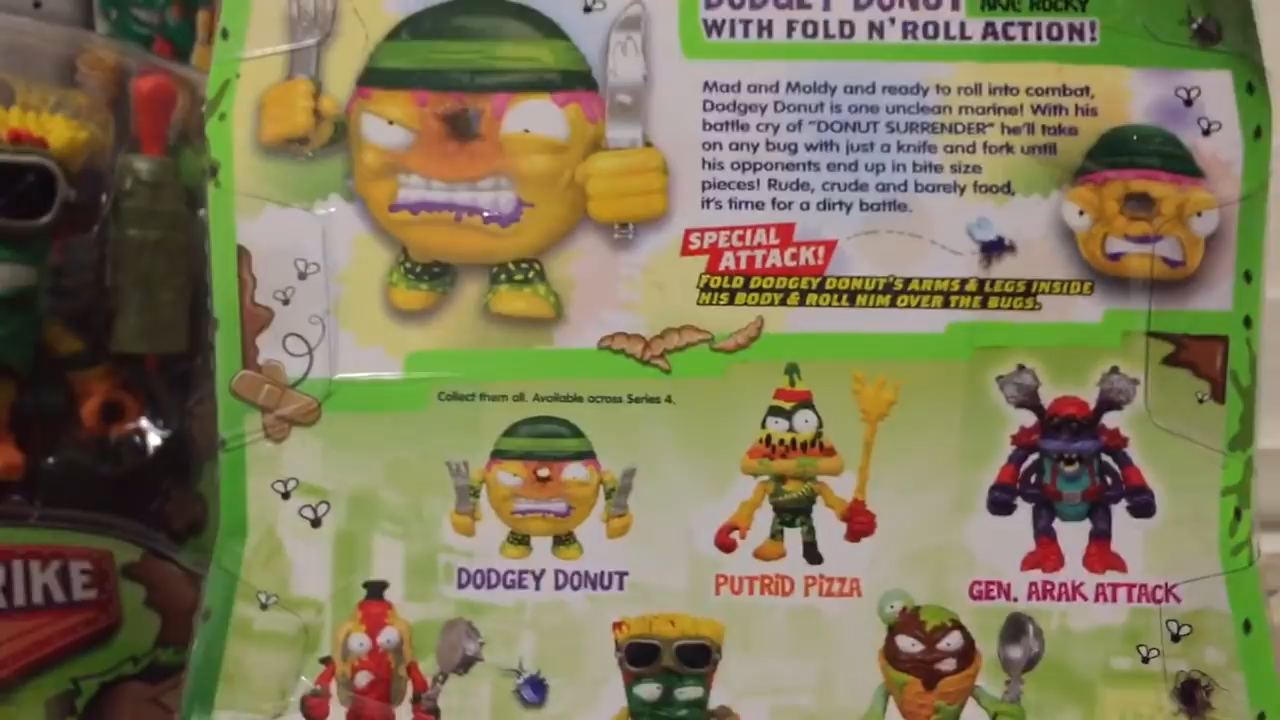 DODGEY DONUT A.K.A. ROCKY
WITH FOLD N'ROLL ACTION!
Mad and Moldy and ready to roll into combat,
Dodgey Donut is one unclean marine! With his
battle cry of "DONUT SURRENDER" he'll take
on any bug with just a knife and fork until
his opponents end up in bite size
pieces! Rude, crude and barely food,
it's time for a dirty battle.
SPECIAL
ATTACK!
FOLD DODGEY DONUT'S ARMS & LEGS INSIDE
HIS BODY & ROLL HIM OVER THE BUGS.
Collect them all. Available across Series 4.
DODGEY DONUT
PUTRID PIZZA
GEN. ARAK ATTACK
RIKE